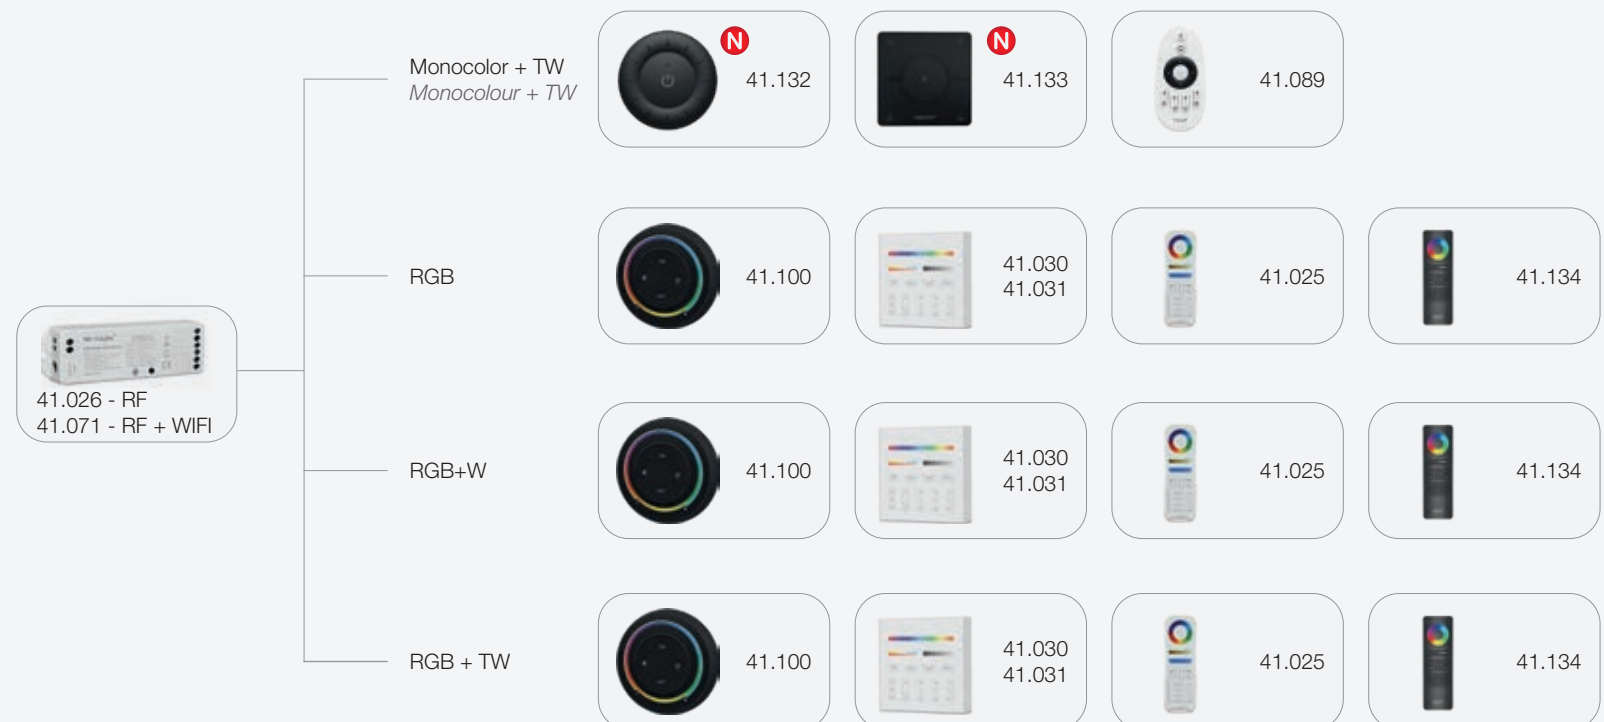 Monocolor + TW
Monocolour + TW
N
41.132
N
41.133
41.089
RGB
41.100
41.030
41.031
41.025
41.134
41.026 - RF
41.071 - RF + WIFI
RGB+W
41.100
41.030
41.031
41.025
41.134
RGB + TW
41.100
41.030
41.031
41.025
41.134